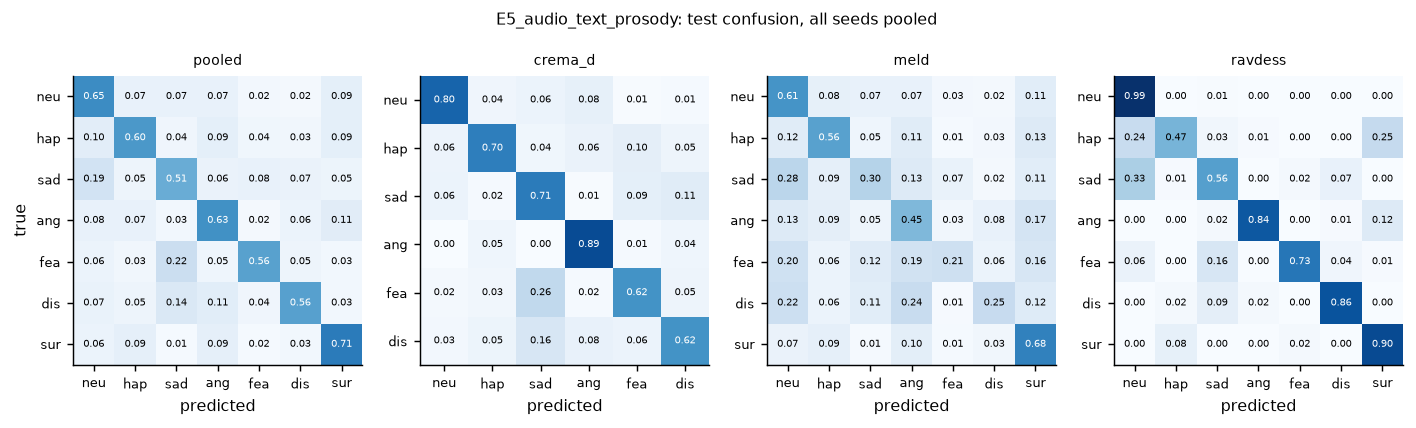 E5_audio_text_prosody: test confusion, all seeds pooled
pooled
true
neu 0.65 0.07 0.07 0.07 0.02 0.02 0.09
hap 0.10 0.60 0.04 0.09 0.04 0.03 0.09
sad 0.19 0.05 0.51 0.06 0.08 0.07 0.05
ang 0.08 0.07 0.03 0.63 0.02 0.06 0.11
fea 0.06 0.03 0.22 0.05 0.56 0.05 0.03
dis 0.07 0.05 0.14 0.11 0.04 0.56 0.03
sur 0.06 0.09 0.01 0.09 0.02 0.03 0.71
neu hap sad ang fea dis sur
predicted
crema_d
neu 0.80 0.04 0.06 0.08 0.01 0.01
hap 0.06 0.70 0.04 0.06 0.10 0.05
sad 0.06 0.02 0.71 0.01 0.09 0.11
ang 0.00 0.05 0.00 0.89 0.01 0.04
fea 0.02 0.03 0.26 0.02 0.62 0.05
dis 0.03 0.05 0.16 0.08 0.06 0.62
neu hap sad ang fea dis
predicted
meld
neu 0.61 0.08 0.07 0.07 0.03 0.02 0.11
hap 0.12 0.56 0.05 0.11 0.01 0.03 0.13
sad 0.28 0.09 0.30 0.13 0.07 0.02 0.11
ang 0.13 0.09 0.05 0.45 0.03 0.08 0.17
fea 0.20 0.06 0.12 0.19 0.21 0.06 0.16
dis 0.22 0.06 0.11 0.24 0.01 0.25 0.12
sur 0.07 0.09 0.01 0.10 0.01 0.03 0.68
neu hap sad ang fea dis sur
predicted
ravdess
neu 0.99 0.00 0.01 0.00 0.00 0.00 0.00
hap 0.24 0.47 0.03 0.01 0.00 0.00 0.25
sad 0.33 0.01 0.56 0.00 0.02 0.07 0.00
ang 0.00 0.00 0.02 0.84 0.00 0.01 0.12
fea 0.06 0.00 0.16 0.00 0.73 0.04 0.01
dis 0.00 0.02 0.09 0.02 0.00 0.86 0.00
sur 0.00 0.08 0.00 0.00 0.02 0.00 0.90
neu hap sad ang fea dis sur
predicted